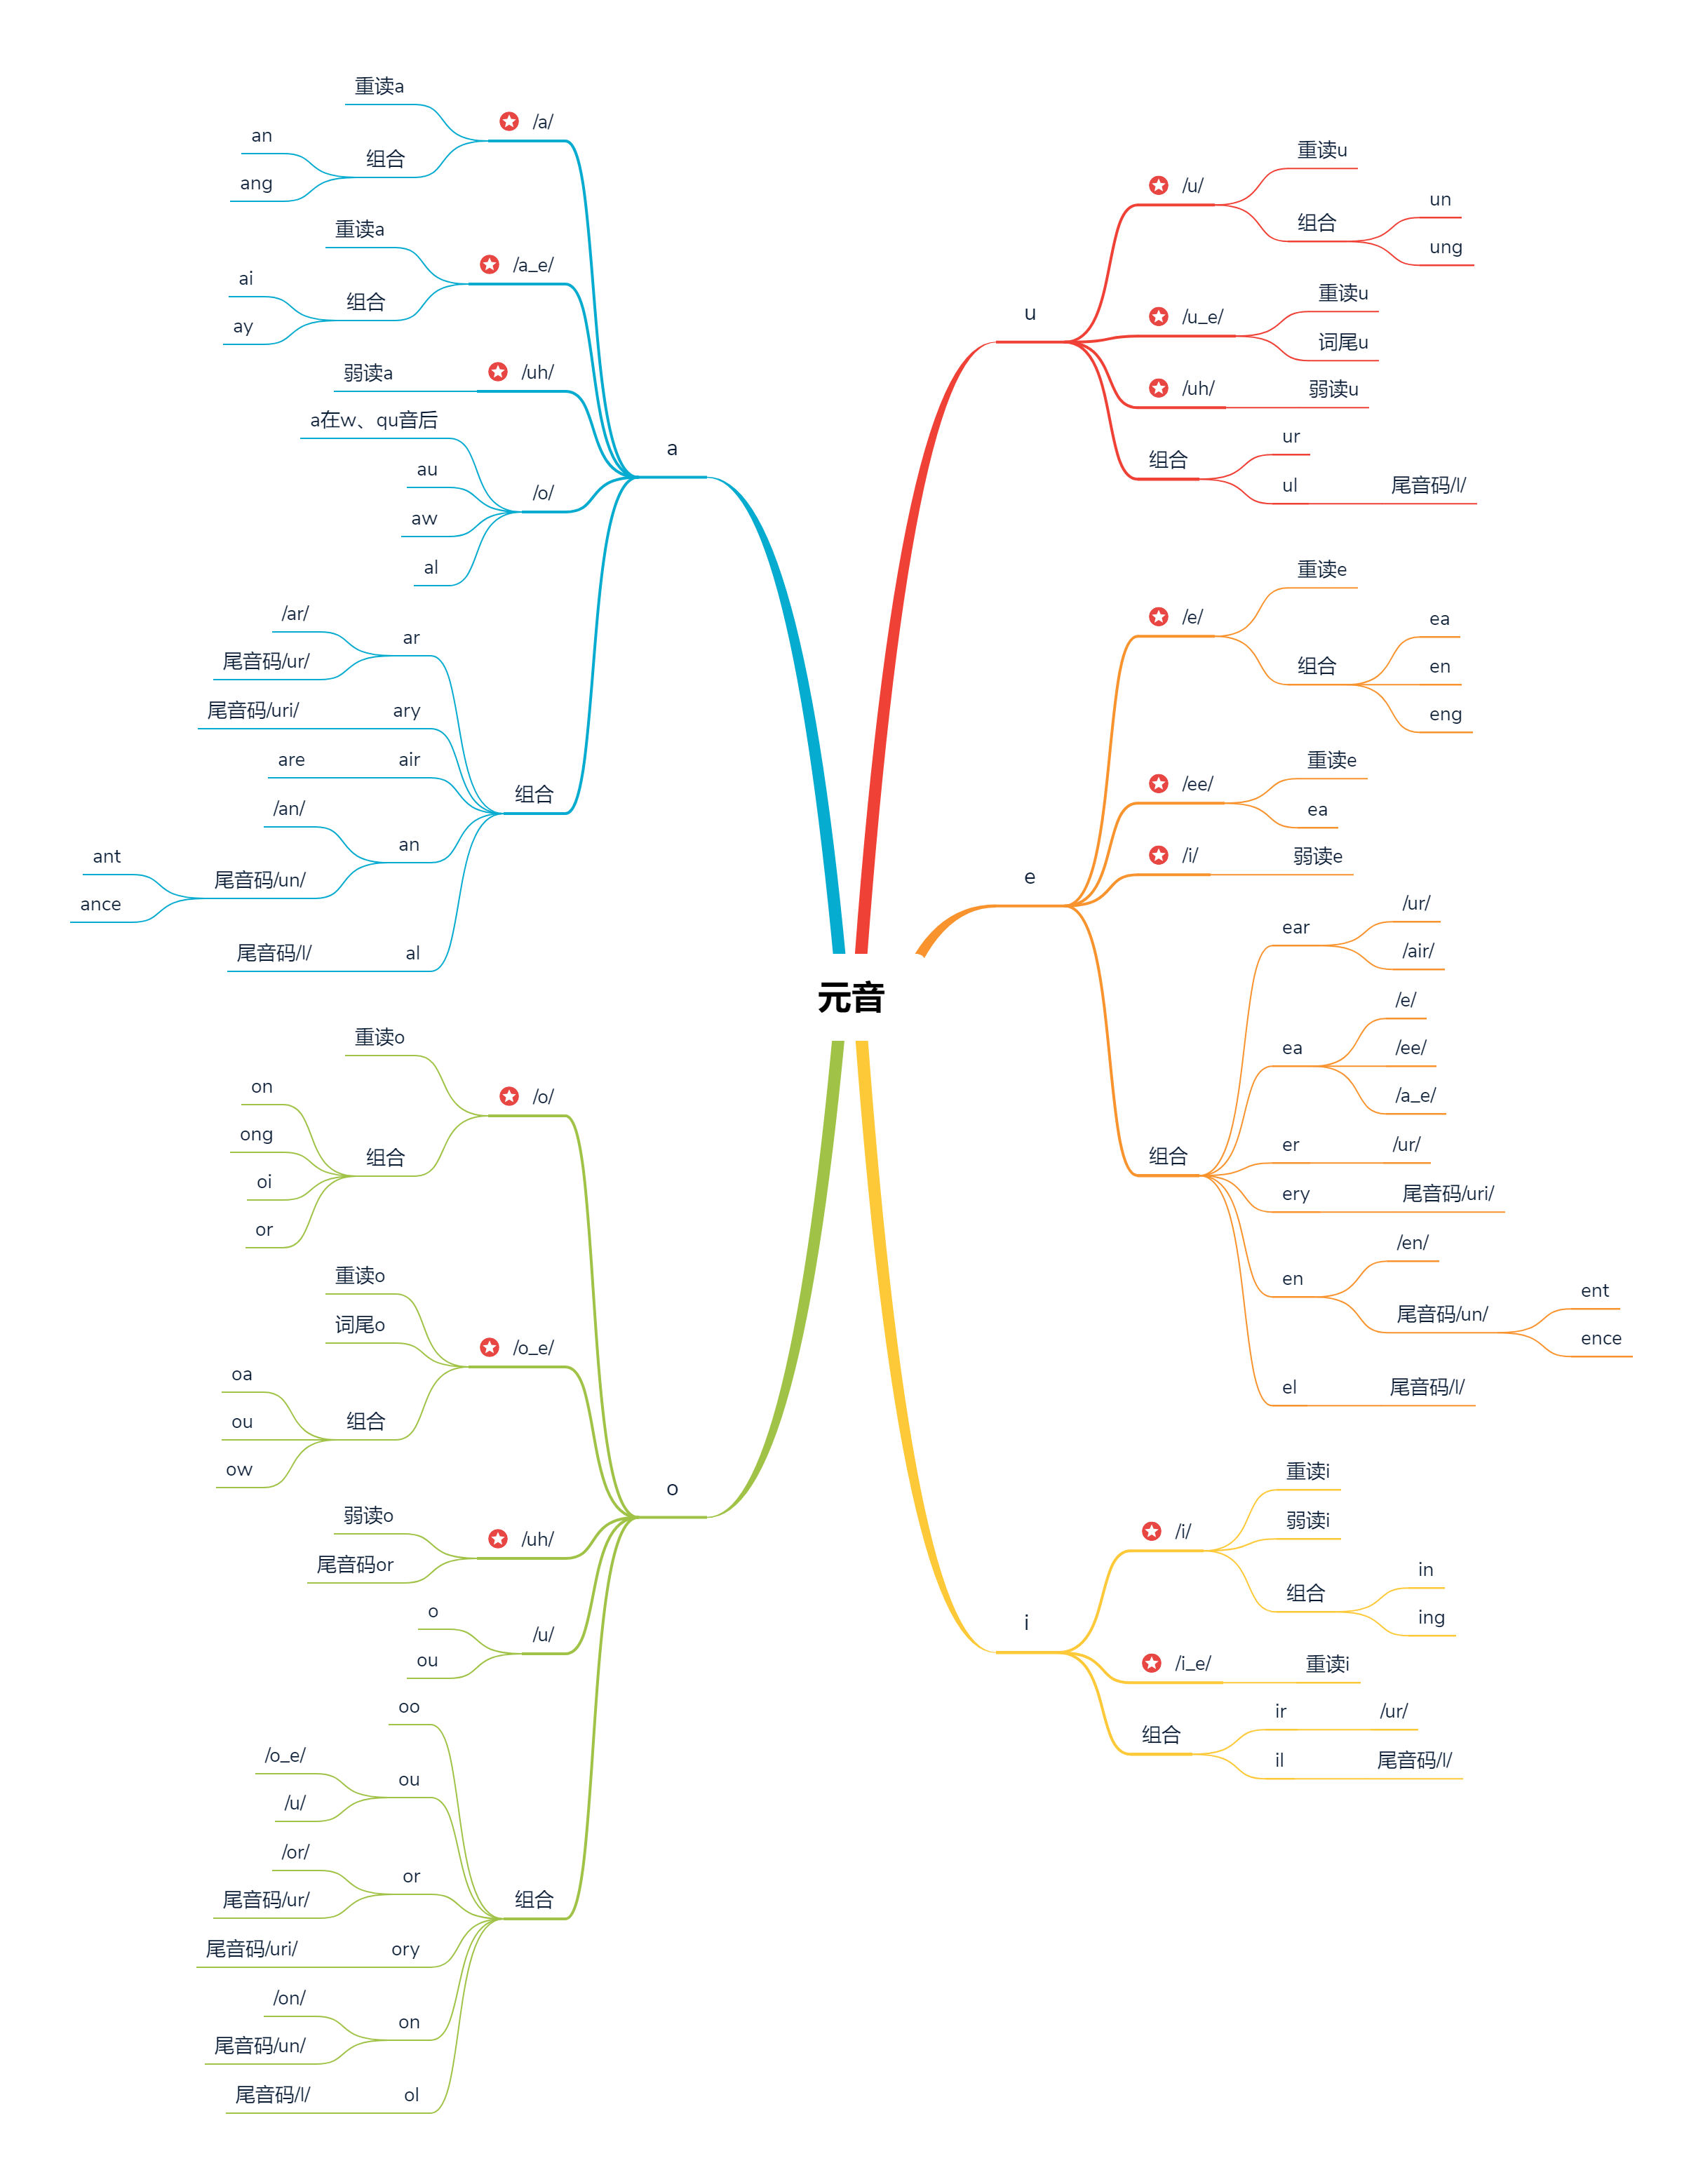 元音
u
/u/
重读u
组合
un
ung
/u_e/
重读u
词尾u
/uh/
弱读u
组合
ur
ul
尾音码/l/
e
/e/
重读e
组合
ea
en
eng
/ee/
重读e
ea
/i/
弱读e
组合
ear
/ur/
/air/
ea
/e/
/ee/
/a_e/
er
/ur/
ery
尾音码/uri/
en
/en/
尾音码/un/
ent
ence
el
尾音码/l/
i
/i/
重读i
弱读i
组合
in
ing
/i_e/
重读i
组合
ir
/ur/
il
尾音码/l/
a
/a/
重读a
组合
an
ang
/a_e/
重读a
组合
ai
ay
/uh/
弱读a
/o/
a在w、qu音后
au
aw
al
组合
ar
/ar/
尾音码/ur/
ary
尾音码/uri/
air
are
an
/an/
尾音码/un/
ant
ance
al
尾音码/l/
o
/o/
重读o
组合
on
ong
oi
or
/o_e/
重读o
词尾o
组合
oa
ou
ow
/uh/
弱读o
尾音码or
/u/
o
ou
组合
oo
ou
/o_e/
/u/
or
/or/
尾音码/ur/
ory
尾音码/uri/
on
/on/
尾音码/un/
ol
尾音码/l/